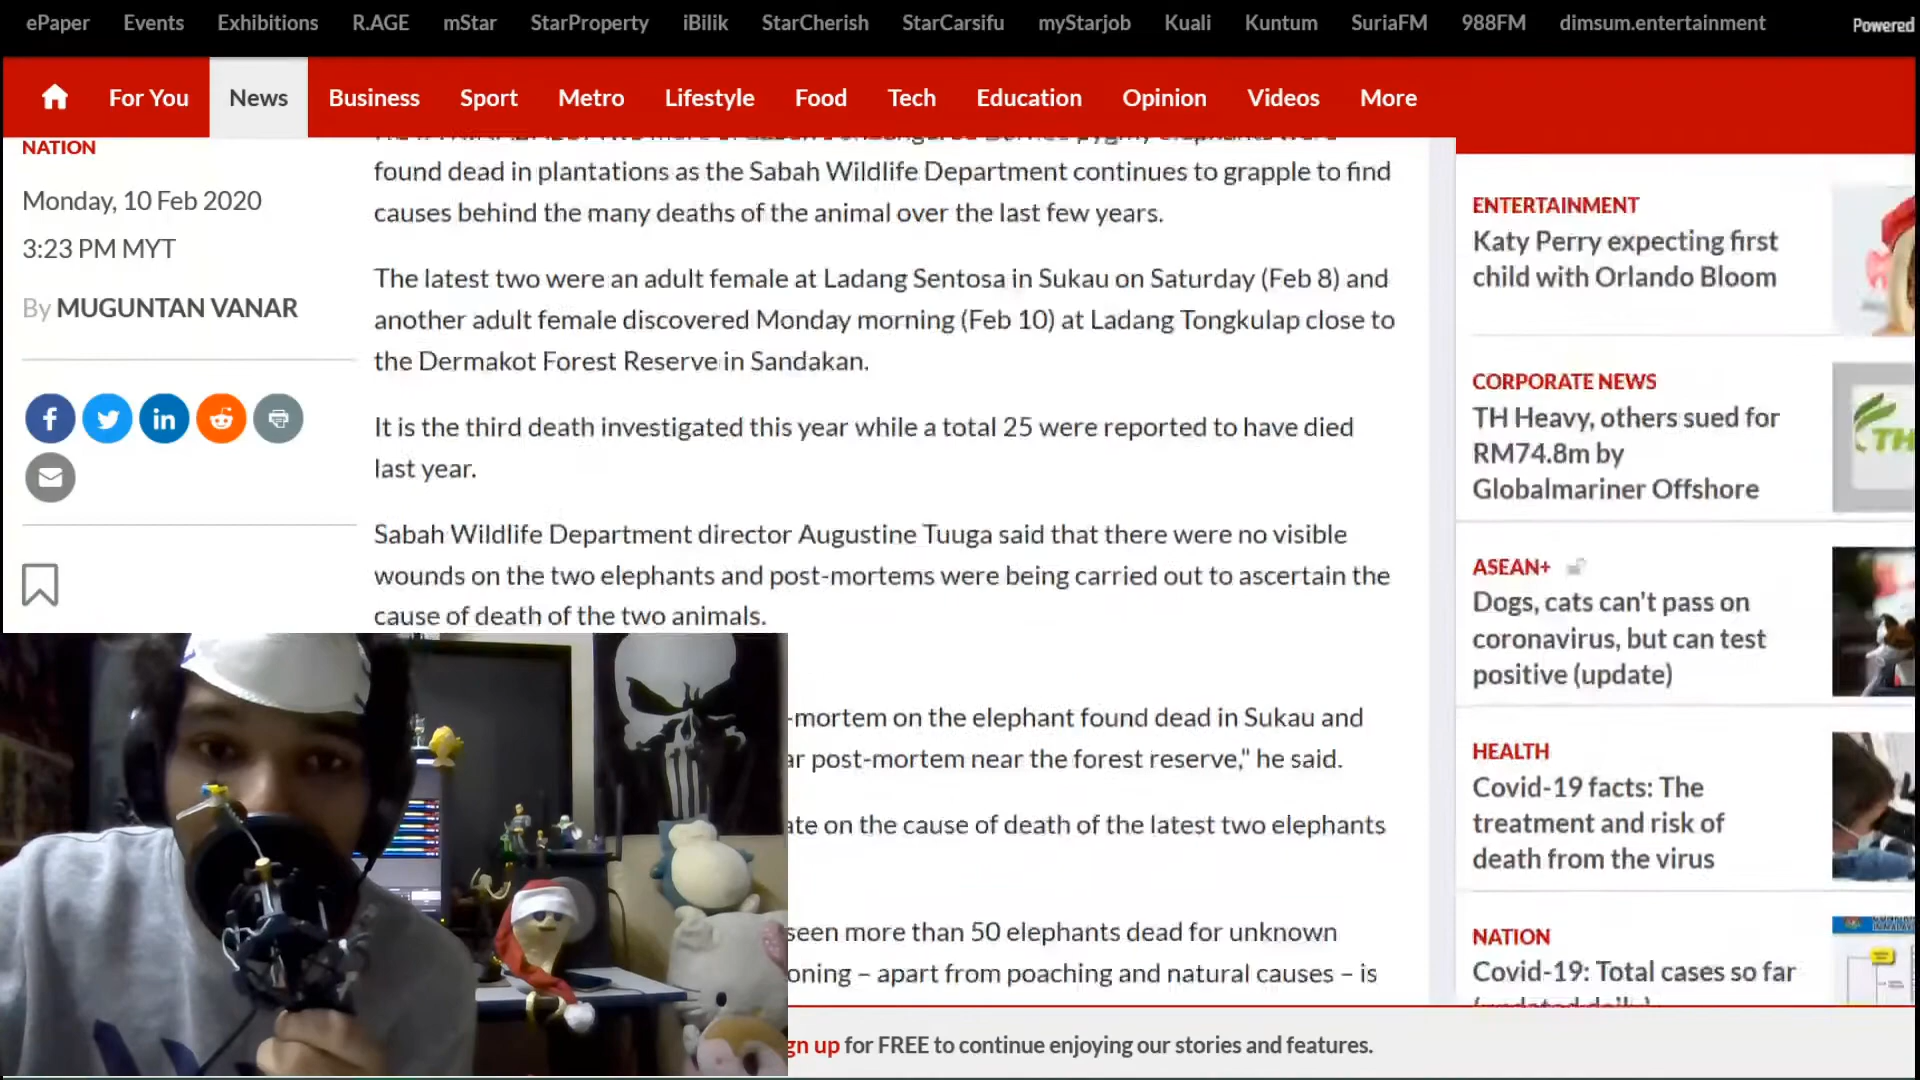 ePaper Events Exhibitions R.AGE mStar StarProperty iBilik StarCherish StarCarsifu myStarjob Kuali Kuntum SuriaFM 988FM dimsum.entertainment Powered
For You News Business Sport Metro Lifestyle Food Tech Education Opinion Videos More
NATION
Monday, 10 Feb 2020
3:23 PM MYT
By MUGUNTAN VANAR
found dead in plantations as the Sabah Wildlife Department continues to grapple to find
causes behind the many deaths of the animal over the last few years.
The latest two were an adult female at Ladang Sentosa in Sukau on Saturday (Feb 8) and
another adult female discovered Monday morning (Feb 10) at Ladang Tongkulap close to
the Dermakot Forest Reserve in Sandakan.
It is the third death investigated this year while a total 25 were reported to have died
last year.
Sabah Wildlife Department director Augustine Tuuga said that there were no visible
wounds on the two elephants and post-mortems were being carried out to ascertain the
cause of death of the two animals.
-mortem on the elephant found dead in Sukau and
ar post-mortem near the forest reserve," he said.
ate on the cause of death of the latest two elephants
seen more than 50 elephants dead for unknown
oning – apart from poaching and natural causes – is
gn up for FREE to continue enjoying our stories and features.
ENTERTAINMENT
Katy Perry expecting first
child with Orlando Bloom
CORPORATE NEWS
TH Heavy, others sued for
RM74.8m by
Globalmariner Offshore
TH
ASEAN+
Dogs, cats can't pass on
coronavirus, but can test
positive (update)
HEALTH
Covid-19 facts: The
treatment and risk of
death from the virus
NATION
Covid-19: Total cases so far